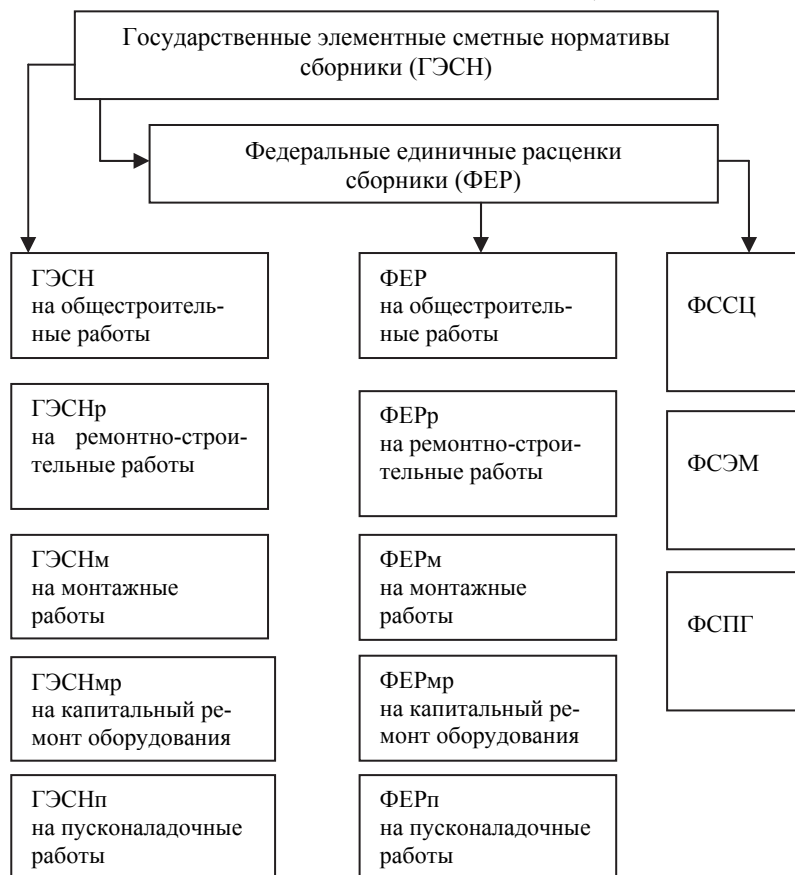 Государственные элементные сметные нормативы
сборники (ГЭСН)
Федеральные единичные расценки
сборники (ФЕР)
ГЭСН
на общестроитель-
ные работы
ФЕР
на общестроитель-
ные работы
ФССЦ
ГЭСНр
на ремонтно-строи-
тельные работы
ФЕРр
на ремонтно-строи-
тельные работы
ФСЭМ
ГЭСНм
на монтажные
работы
ФЕРм
на монтажные
работы
ФСПГ
ГЭСНмр
на капитальный ре-
монт оборудования
ФЕРмр
на капитальный ре-
монт оборудования
ГЭСНп
на пусконаладочные
работы
ФЕРп
на пусконаладочные
работы